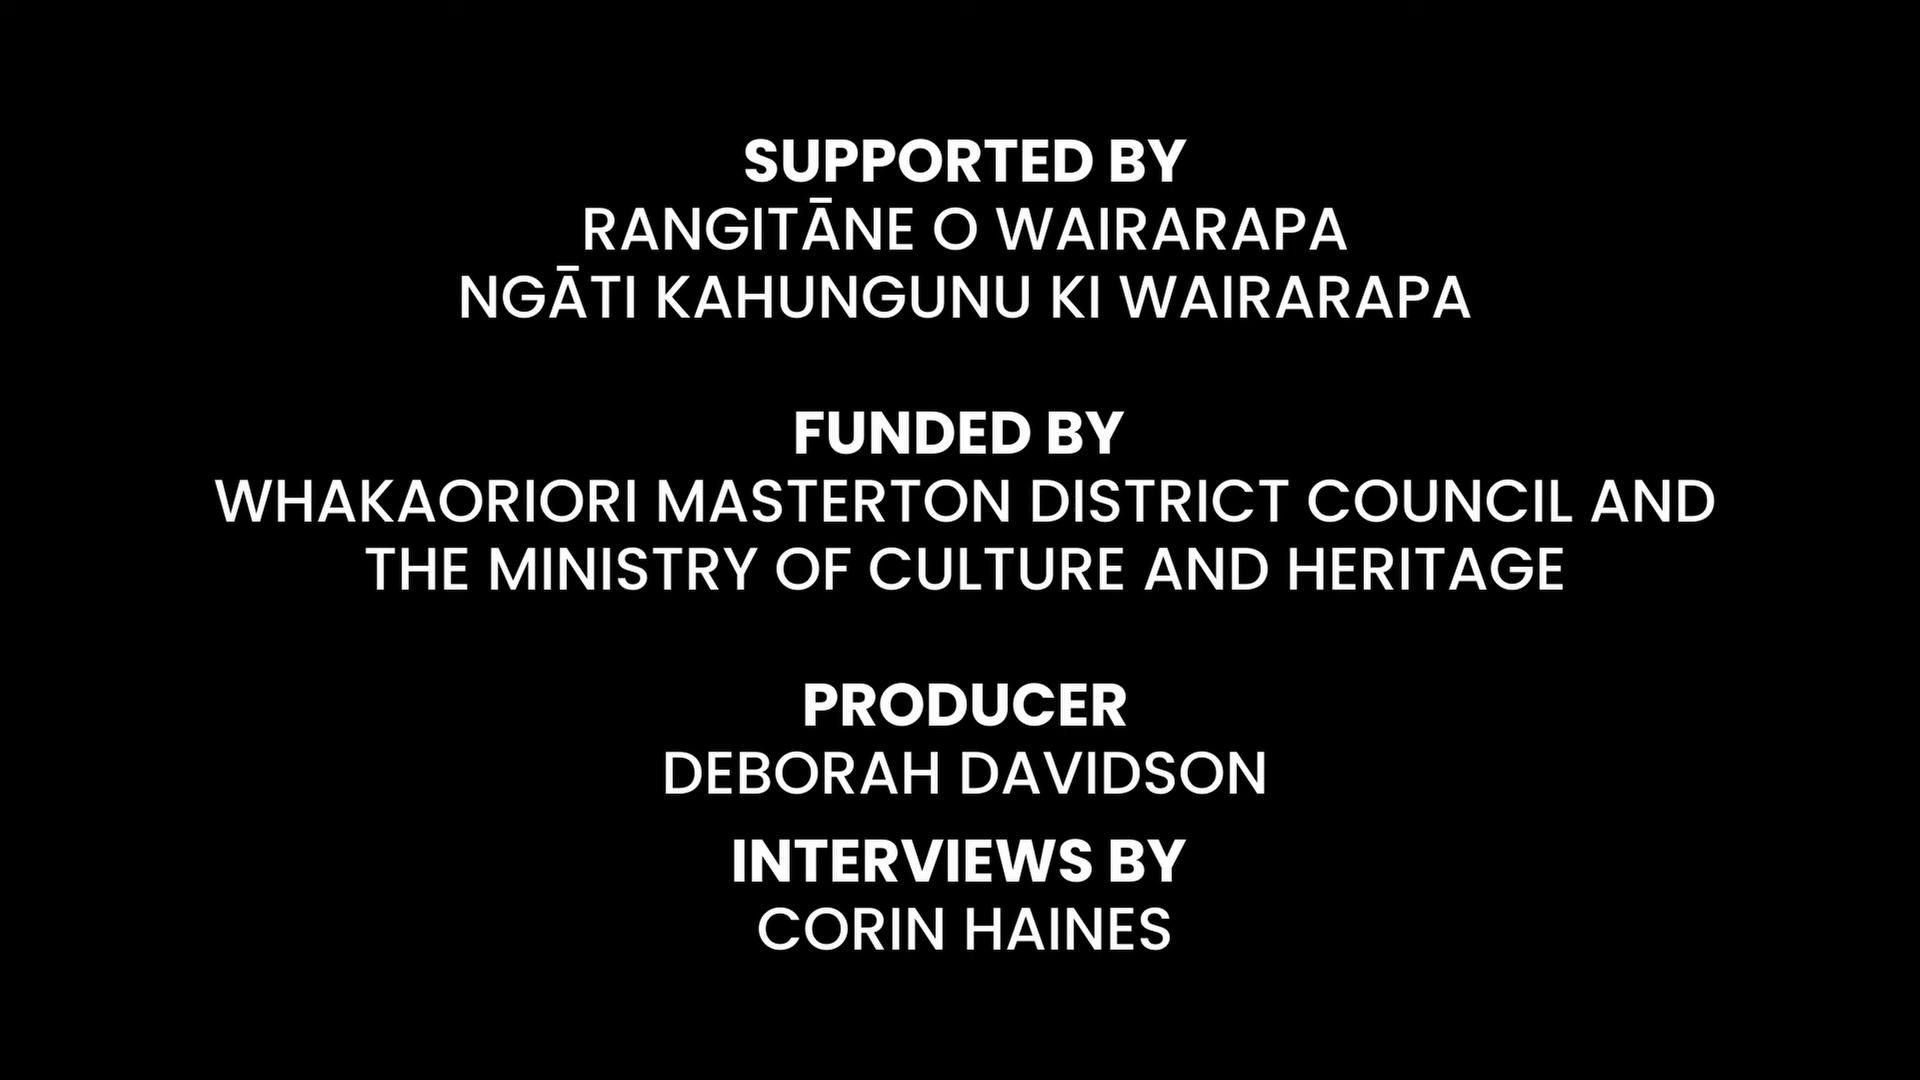 SUPPORTED BY
RANGITĀNE O WAIRARAPA
NGĀTI KAHUNGUNU KI WAIRARAPA
FUNDED BY
WHAKAORIORI MASTERTON DISTRICT COUNCIL AND
THE MINISTRY OF CULTURE AND HERITAGE
PRODUCER
DEBORAH DAVIDSON
INTERVIEWS BY
CORIN HAINES